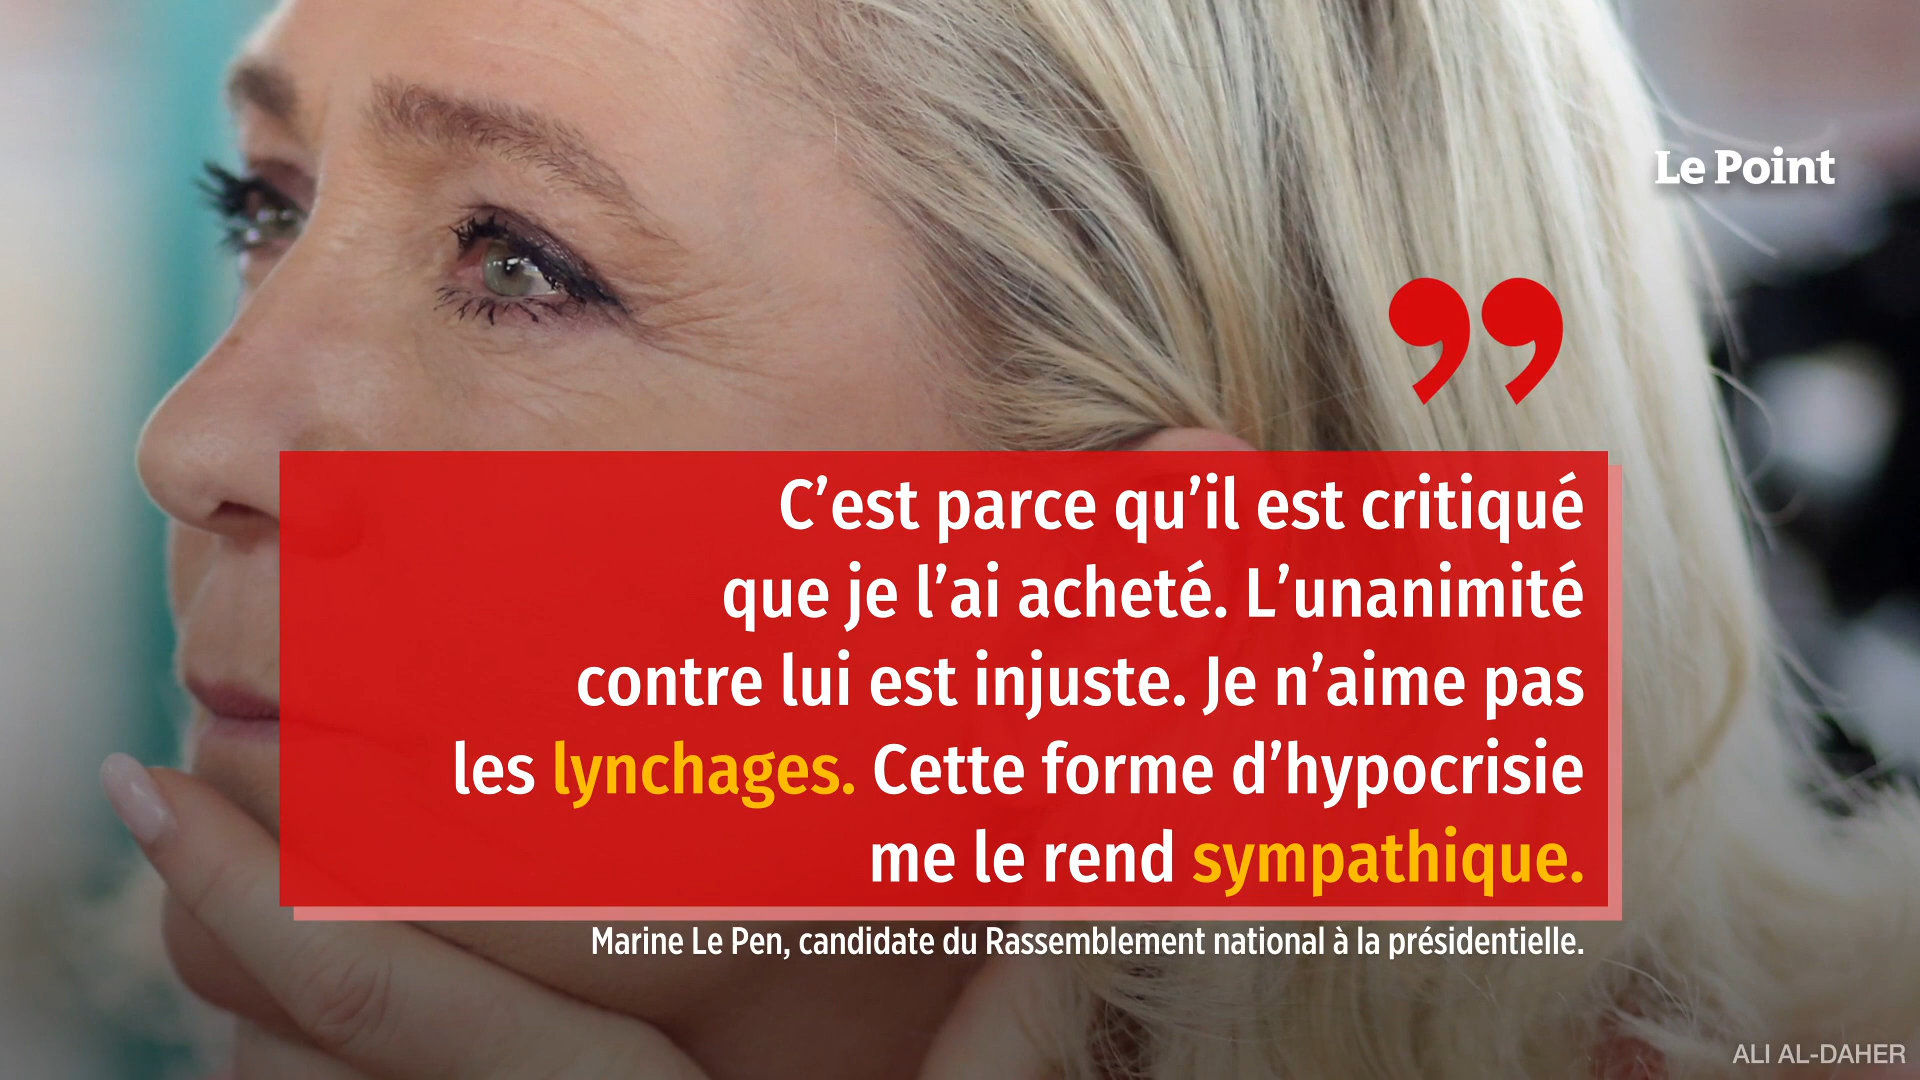 Le Point
”
C’est parce qu’il est critiqué
que je l’ai acheté. L’unanimité
contre lui est injuste. Je n’aime pas
les lynchages. Cette forme d’hypocrisie
me le rend sympathique.
Marine Le Pen, candidate du Rassemblement national à la présidentielle.
ALI AL-DAHER